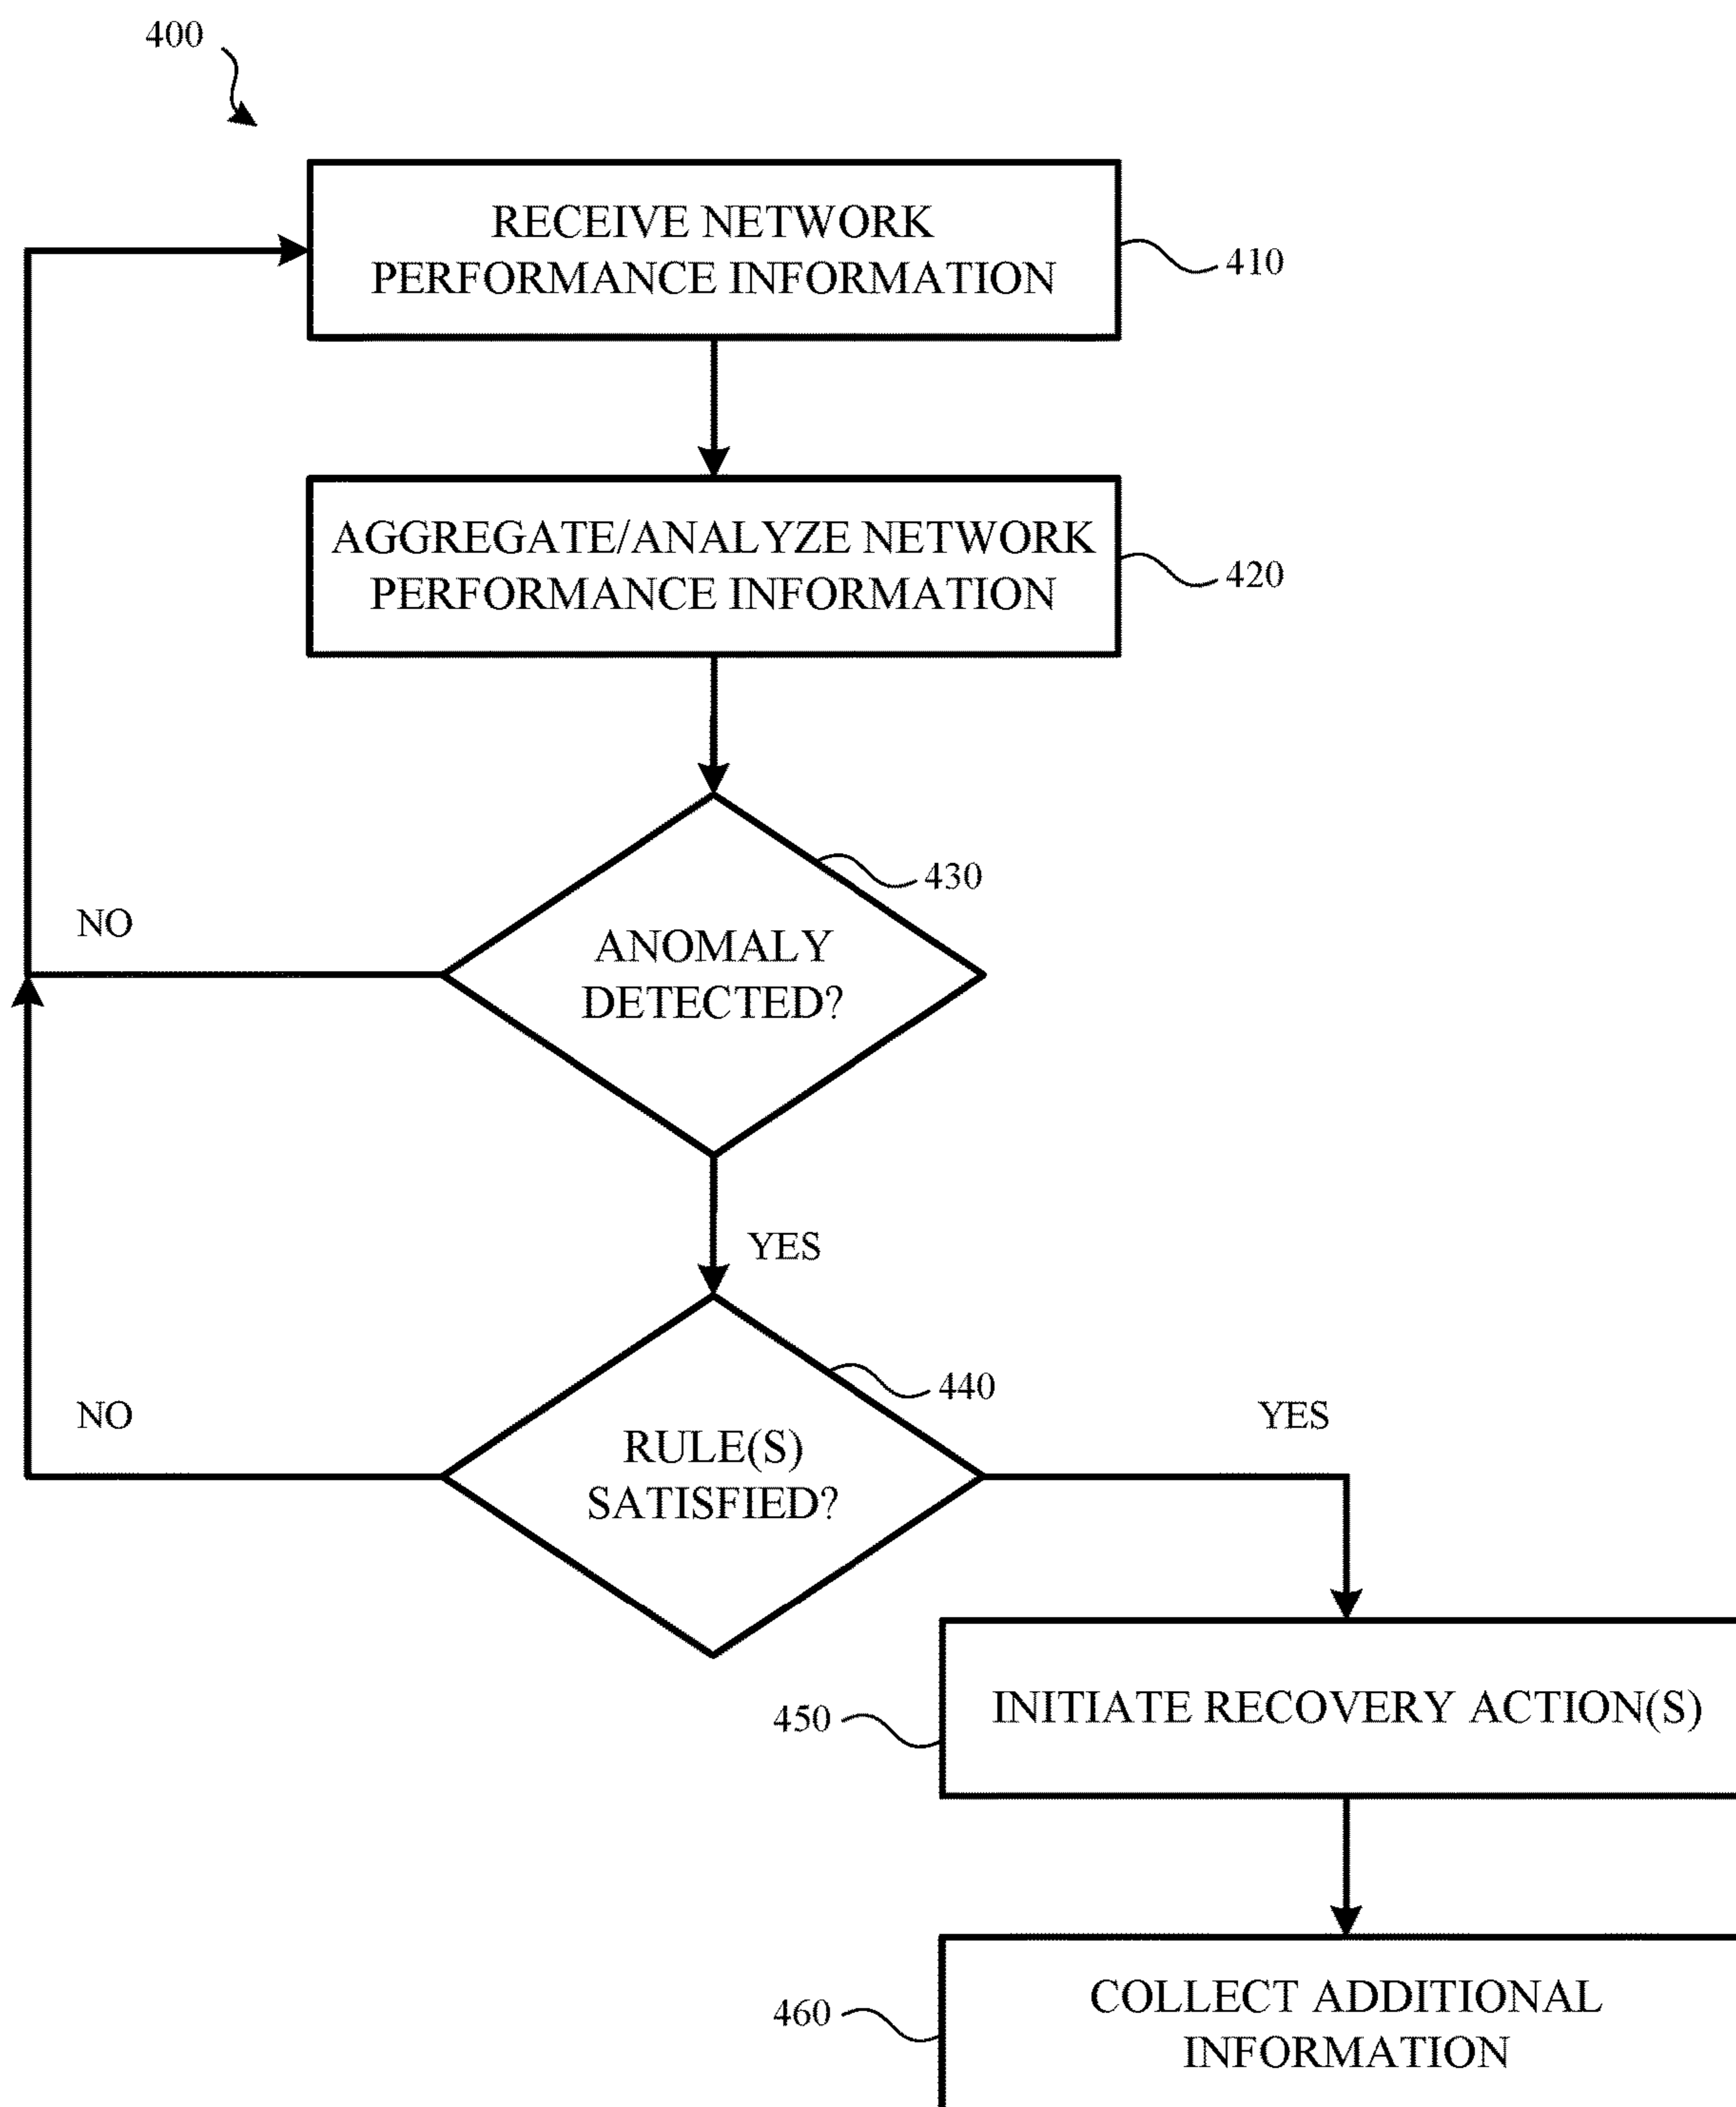 400
RECEIVE NETWORK
PERFORMANCE INFORMATION
410
AGGREGATE/ANALYZE NETWORK
PERFORMANCE INFORMATION
420
430
NO
ANOMALY
DETECTED?
YES
440
NO
YES
RULE(S)
SATISFIED?
450
INITIATE RECOVERY ACTION(S)
460
COLLECT ADDITIONAL
INFORMATION